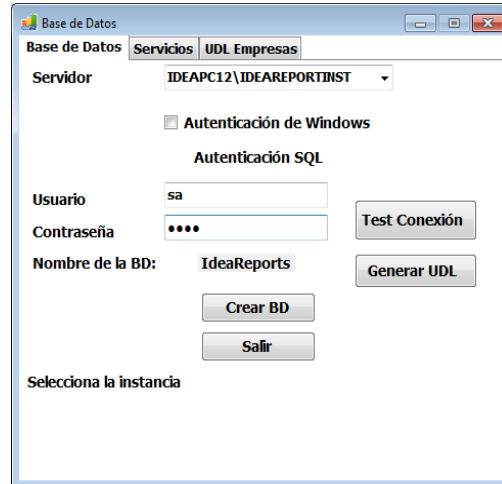 Base de Datos
Base de Datos Servicios UDL Empresas
Servidor IDEAPC12\IDEAREPORTINST
Autenticación de Windows
Autenticación SQL
Usuario sa
Contraseña ••••
Test Conexión
Nombre de la BD: IdeaReports
Generar UDL
Crear BD
Salir
Selecciona la instancia